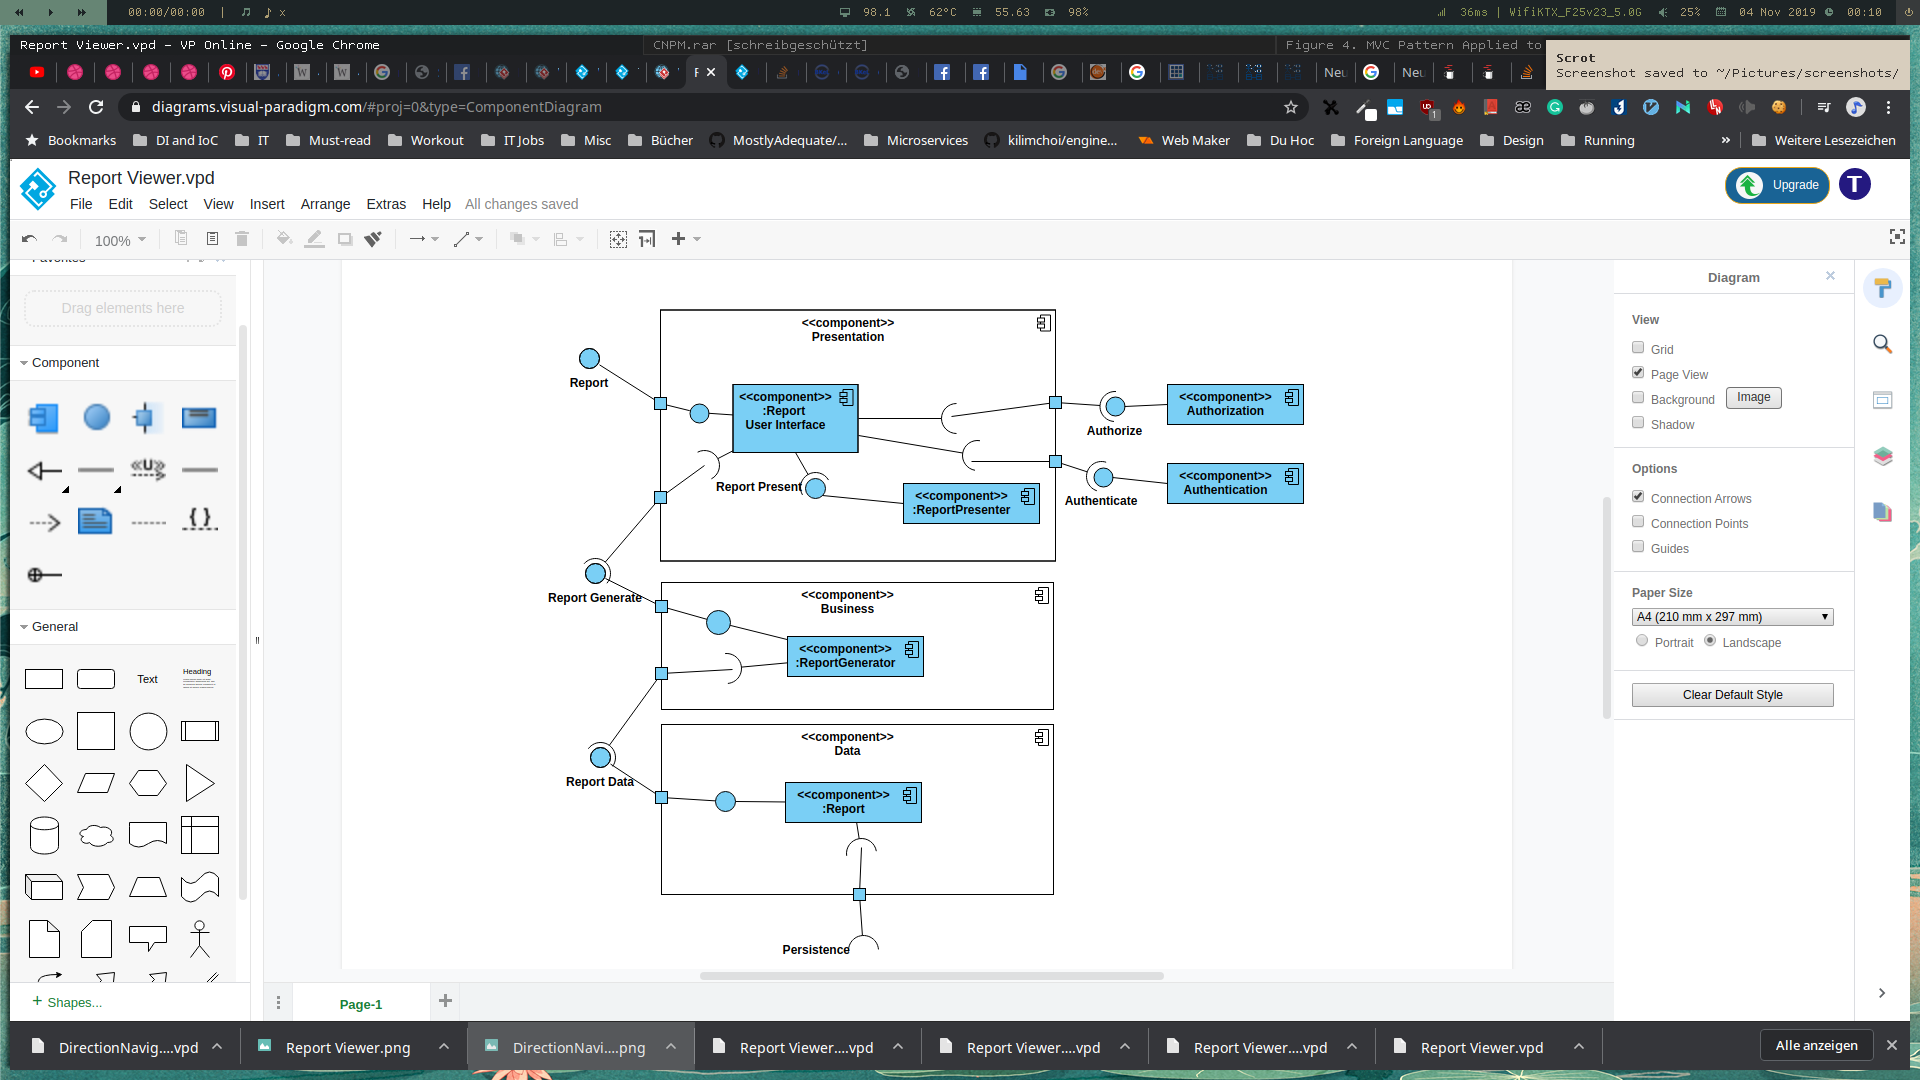 00:00/00:00 | x
98.1 62°C 55.63 98%
36ms | WifiKTX_F25v23_5.0G 25% 04 Nov 2019 00:10
Report Viewer.vpd - VP Online - Google Chrome
CNPM.rar [schreibgeschützt]
Figure 4. MVC Pattern Applied to
Scrot
Screenshot saved to ~/Pictures/screenshots/
Neu
Neu
diagrams.visual-paradigm.com/#proj=0&type=ComponentDiagram
1
Bookmarks DI and IoC IT Must-read Workout IT Jobs Misc Bücher MostlyAdequate/... Microservices kilimchoi/engine... Web Maker Du Hoc Foreign Language Design Running » Weitere Lesezeichen
Report Viewer.vpd
File Edit Select View Insert Arrange Extras Help All changes saved
Upgrade
T
100%
Favorites
Drag elements here
Component
<<U>>
{ }
General
Text
Heading
+ Shapes...
<<component>>
Presentation
Report
<<component>>
:Report
User Interface
Report Present
<<component>>
:ReportPresenter
Authorize
<<component>>
Authorization
Authenticate
<<component>>
Authentication
Report Generate
<<component>>
Business
<<component>>
:ReportGenerator
Report Data
<<component>>
Data
<<component>>
:Report
Persistence
Page-1
Diagram
View
Grid
Page View
Background
Image
Shadow
Options
Connection Arrows
Connection Points
Guides
Paper Size
A4 (210 mm x 297 mm)
Portrait Landscape
Clear Default Style
DirectionNavig....vpd
Report Viewer.png
DirectionNavi....png
Report Viewer....vpd
Report Viewer....vpd
Report Viewer....vpd
Report Viewer.vpd
Alle anzeigen